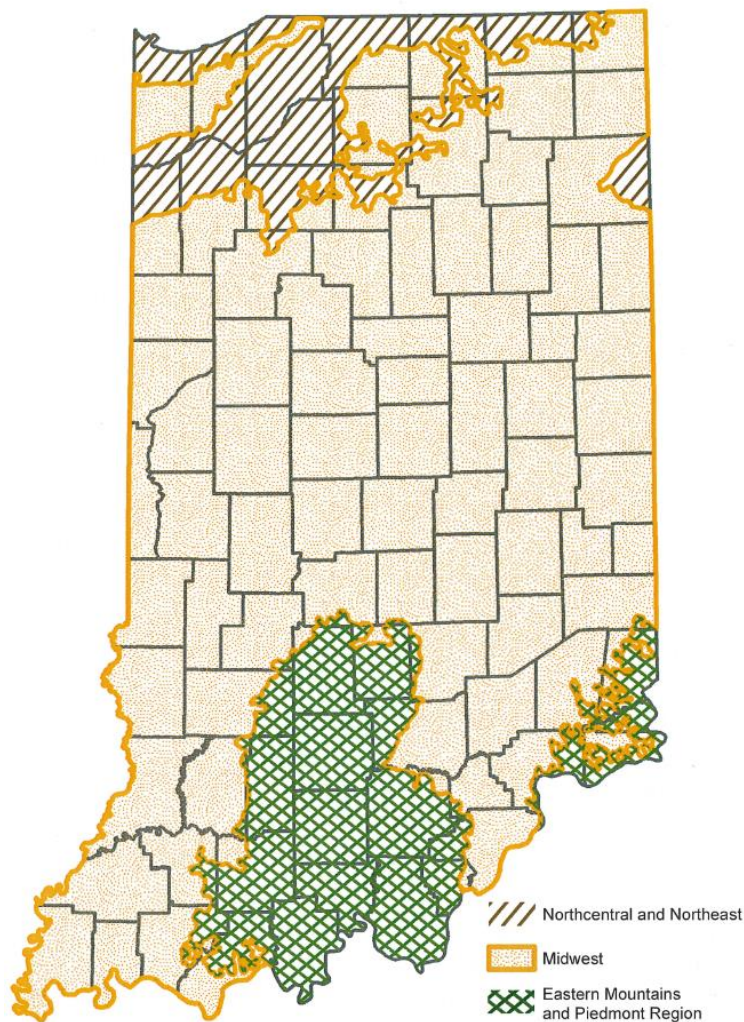 Northcentral and Northeast
Midwest
Eastern Mountains
and Piedmont Region